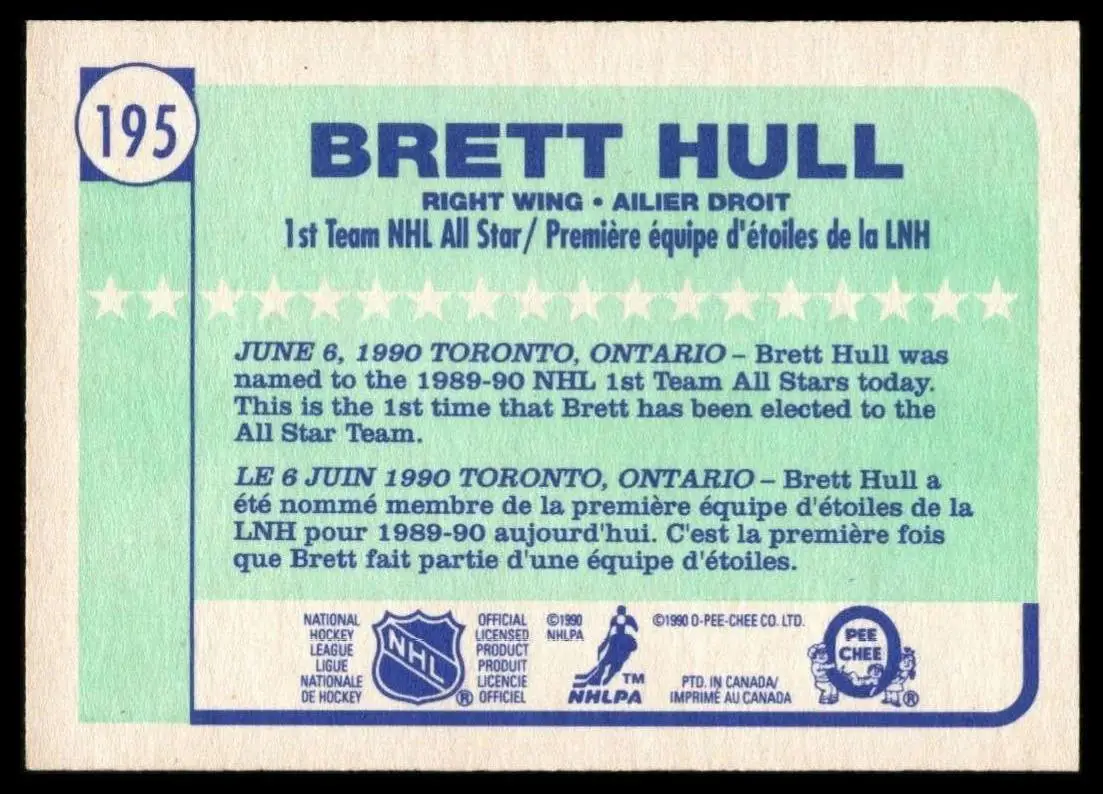 195
BRETT HULL
RIGHT WING • AILIER DROIT
1st Team NHL All Star/ Première équipe d'étoiles de la LNH
JUNE 6, 1990 TORONTO, ONTARIO – Brett Hull was
named to the 1989-90 NHL 1st Team All Stars today.
This is the 1st time that Brett has been elected to the
All Star Team.
LE 6 JUIN 1990 TORONTO, ONTARIO – Brett Hull a
été nommé membre de la première équipe d'étoiles de la
LNH pour 1989-90 aujourd'hui. C'est la première fois
que Brett fait partie d'une équipe d'étoiles.
NATIONAL
HOCKEY
LEAGUE
LIGUE
NATIONALE
DE HOCKEY
NHL
®
OFFICIAL
LICENSED
PRODUCT
PRODUIT
LICENCIE
OFFICIEL
©1990
NHLPA
TM
NHLPA
©1990 O-PEE-CHEE CO. LTD.
PTD. IN CANADA/
IMPRIMÉ AU CANADA
O
PEE
CHEE
®